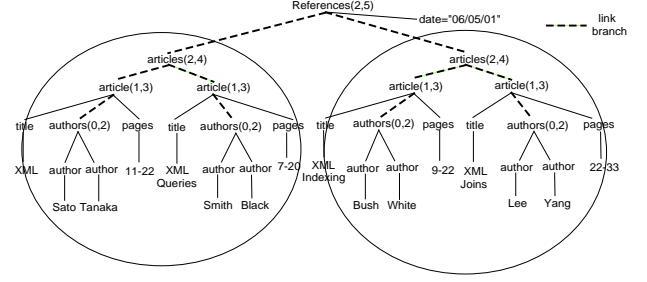 References(2,5)
date="06/05/01"
link
branch
articles(2,4)
articles(2,4)
article(1,3)
article(1,3)
article(1,3)
article(1,3)
title
authors(0,2)
pages
title
authors(0,2)
pages
title
authors(0,2)
pages
title
authors(0,2)
pages
XML
author
author
11-22
XML
Queries
author
author
7-20
XML
Indexing
author
author
9-22
XML
Joins
author
author
22-33
Sato
Tanaka
Smith
Black
Bush
White
Lee
Yang